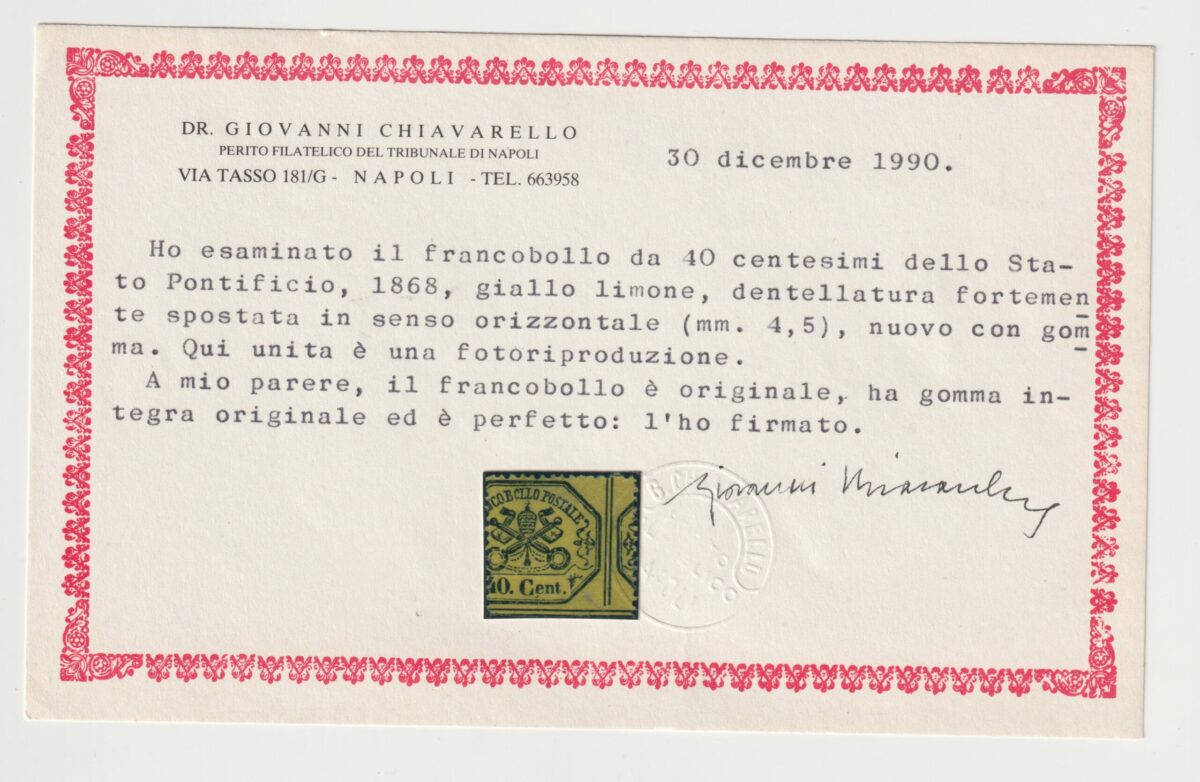 DR. GIOVANNI CHIAVARELLO
PERITO FILATELICO DEL TRIBUNALE DI NAPOLI
VIA TASSO 181/G - NAPOLI - TEL. 663958
30 dicembre 1990.
Ho esaminato il francobollo da 40 centesimi dello Sta-
to Pontificio, 1868, giallo limone, dentellatura fortemen
te spostata in senso orizzontale (mm. 4,5), nuovo con gom
ma. Qui unita è una fotoriproduzione.
A mio parere, il francobollo è originale, ha gomma in-
tegra originale ed è perfetto: l'ho firmato.
Giovanni Chiavarello
CO BOLLO POSTALE
40. Cent.